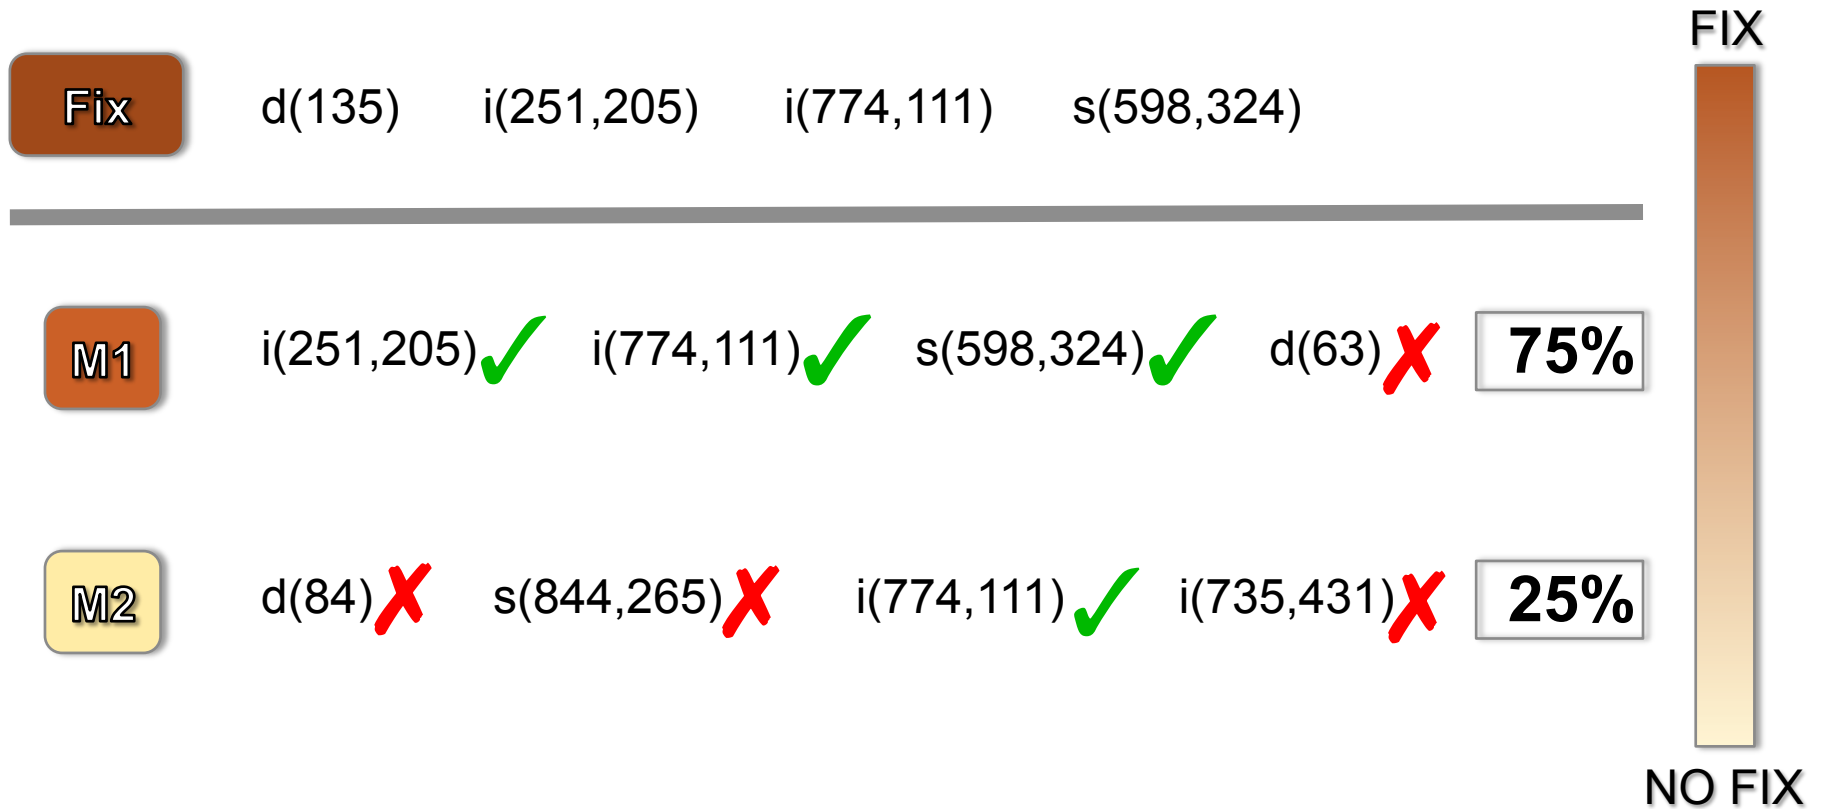 FIX
Fix d(135) i(251,205) i(774,111) s(598,324)
M1 i(251,205) ✓ i(774,111) ✓ s(598,324) ✓ d(63) ✗ 75%
M2 d(84) ✗ s(844,265) ✗ i(774,111) ✓ i(735,431) ✗ 25%
NO FIX